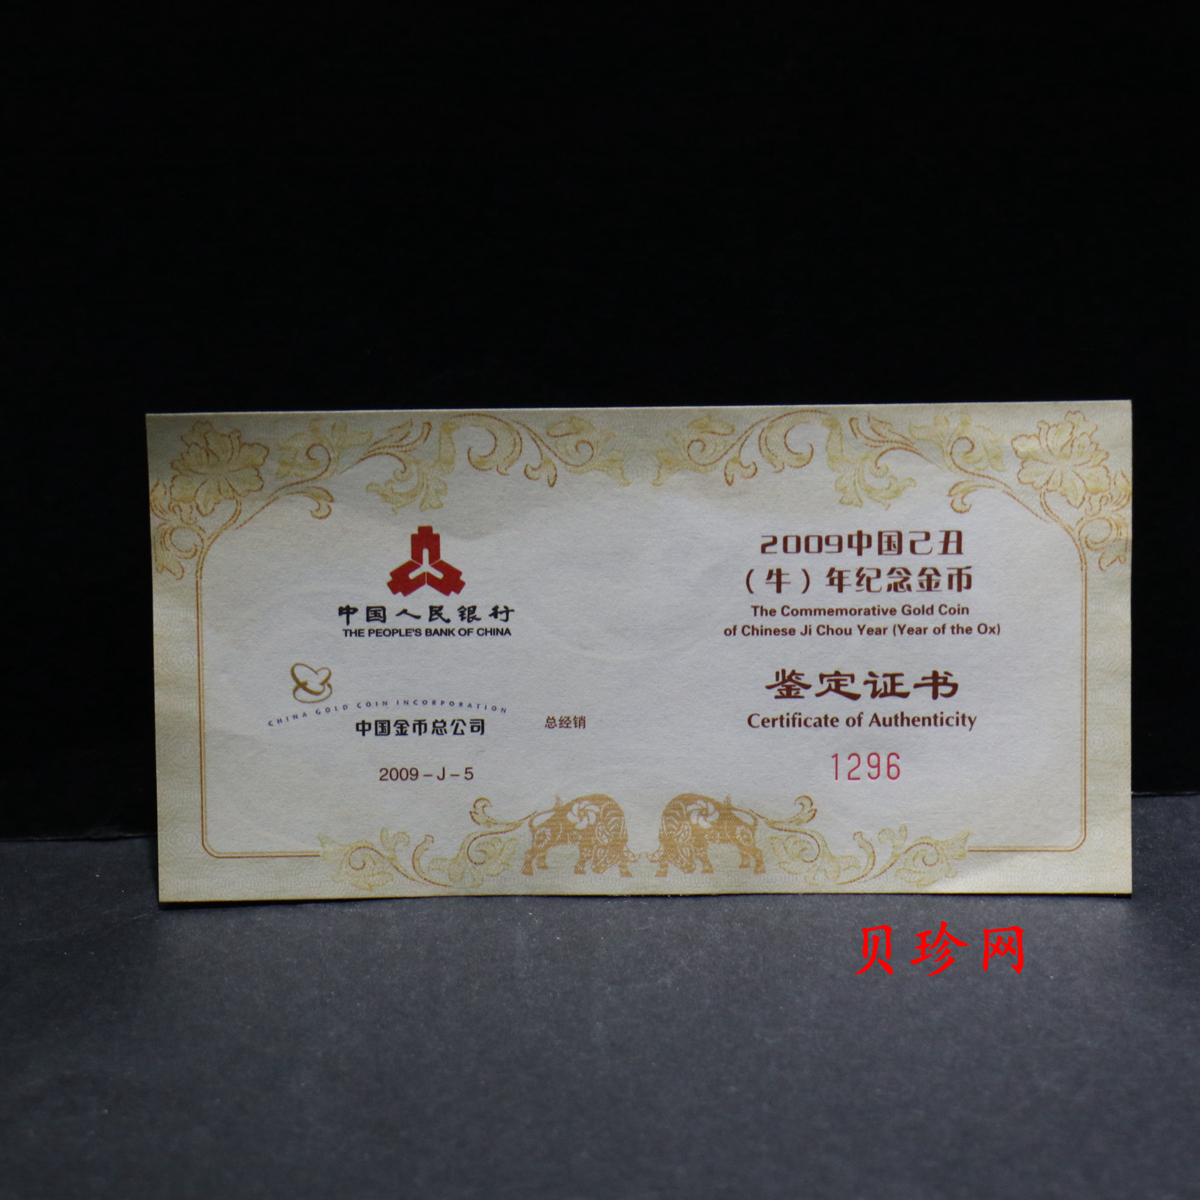 中国人民银行
THE PEOPLE'S BANK OF CHINA
CHINA GOLD COIN INCORPORATION
中国金币总公司
总经销
2009-J-5
2009中国己丑
（牛）年纪念金币
The Commemorative Gold Coin
of Chinese Ji Chou Year (Year of the Ox)
鉴定证书
Certificate of Authenticity
1296
贝珍网